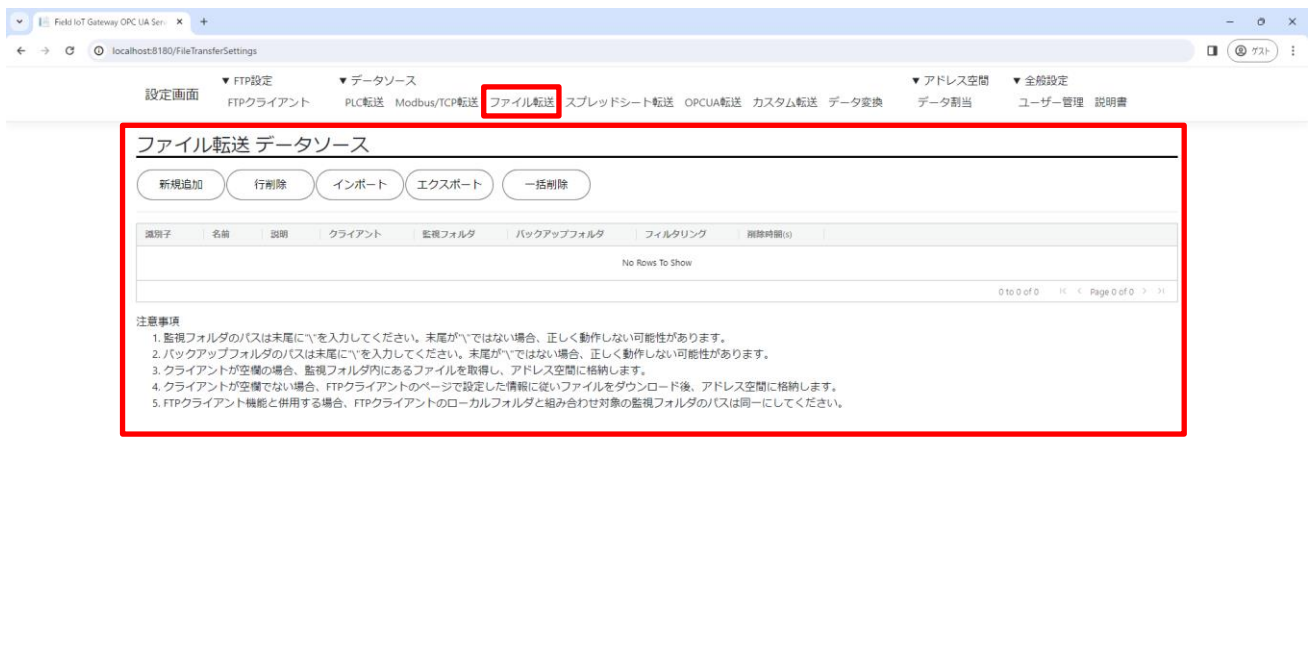 Field IoT Gateway OPC UA Serv
localhost:8180/FileTransferSettings
ゲスト
設定画面
▼ FTP設定
FTPクライアント
▼ データソース
PLC転送 Modbus/TCP転送 ファイル転送 スプレッドシート転送 OPCUA転送 カスタム転送 データ変換
▼ アドレス空間
データ割当
▼ 全般設定
ユーザー管理 説明書
ファイル転送 データソース
新規追加 行削除 インポート エクスポート 一括削除
識別子 名前 説明 クライアント 監視フォルダ バックアップフォルダ フィルタリング 削除時間(s)
No Rows To Show
0 to 0 of 0 Page 0 of 0
注意事項
1. 監視フォルダのパスは末尾に"\"を入力してください。末尾が"\"ではない場合、正しく動作しない可能性があります。
2. バックアップフォルダのパスは末尾に"\"を入力してください。末尾が"\"ではない場合、正しく動作しない可能性があります。
3. クライアントが空欄の場合、監視フォルダ内にあるファイルを取得し、アドレス空間に格納します。
4. クライアントが空欄でない場合、FTPクライアントのページで設定した情報に従いファイルをダウンロード後、アドレス空間に格納します。
5. FTPクライアント機能と併用する場合、FTPクライアントのローカルフォルダと組み合わせ対象の監視フォルダのパスは同一にしてください。